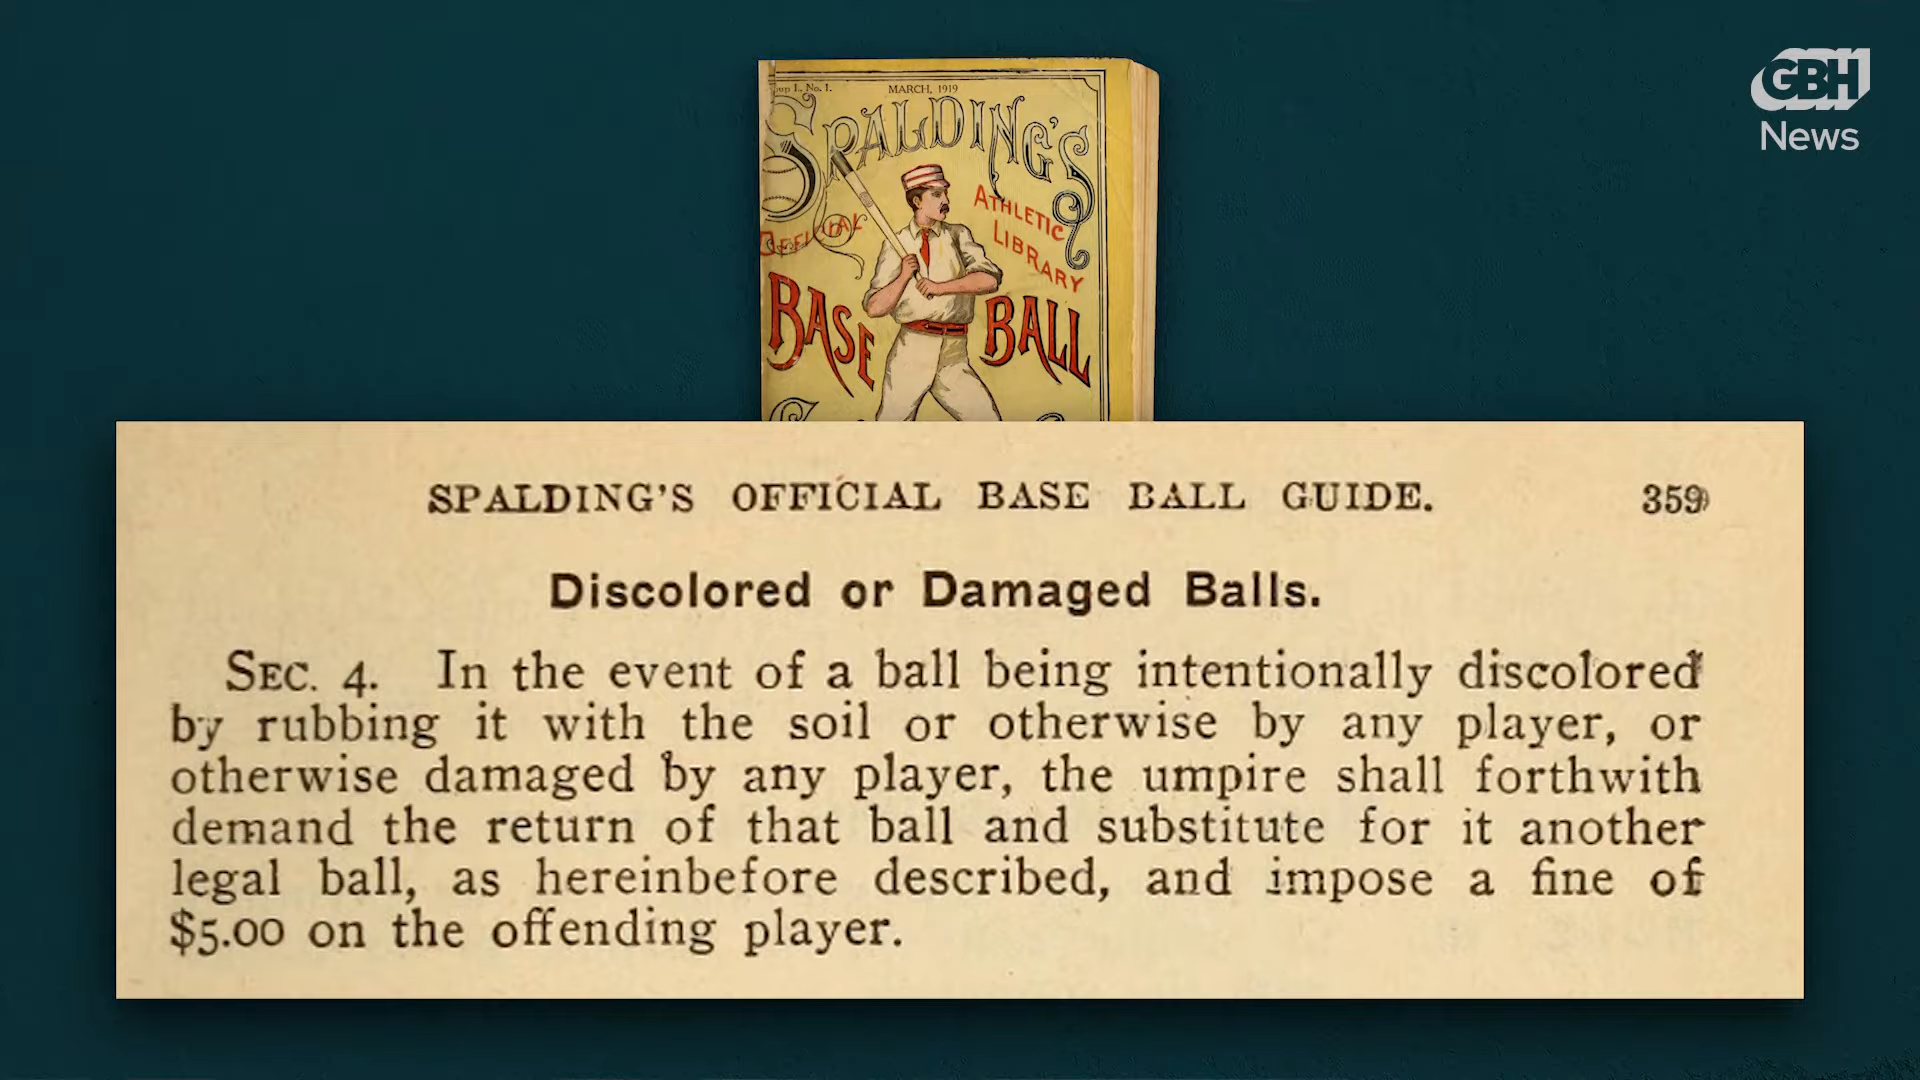 GBH
News
MARCH, 1919
SPALDING'S
OFFICIAL
ATHLETIC
LIBRARY
BASE BALL
SPALDING'S OFFICIAL BASE BALL GUIDE. 359
Discolored or Damaged Balls.
SEC. 4. In the event of a ball being intentionally discolored
by rubbing it with the soil or otherwise by any player, or
otherwise damaged by any player, the umpire shall forthwith
demand the return of that ball and substitute for it another
legal ball, as hereinbefore described, and impose a fine of
$5.00 on the offending player.